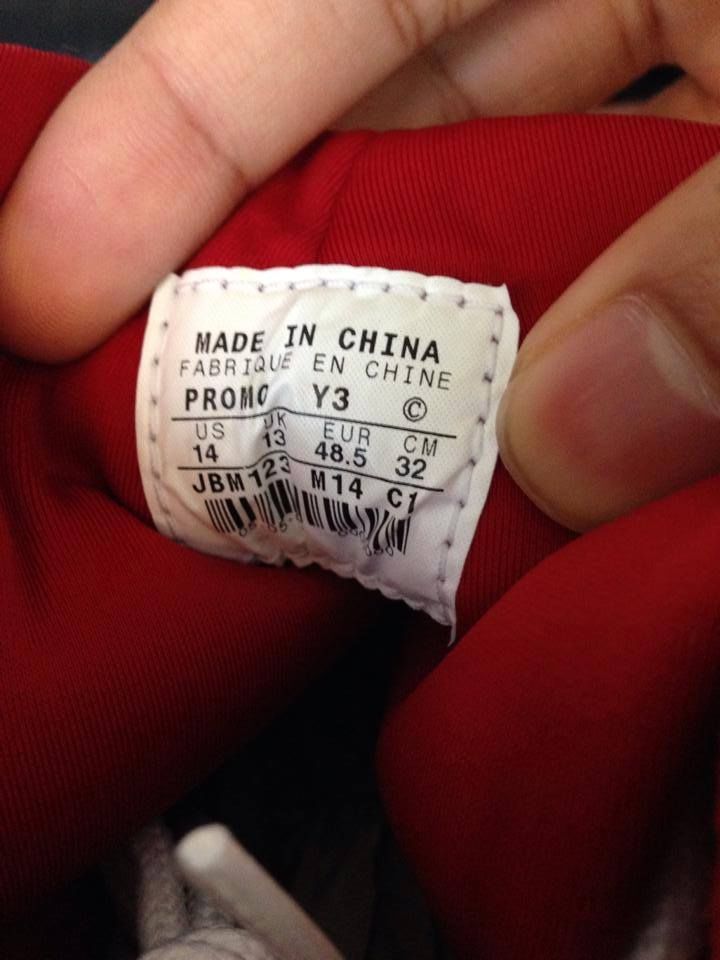 MADE IN CHINA
FABRIQUE EN CHINE
PROMO Y3 ©
US UK EUR CM
14 13 48.5 32
JBM123 M14 C1